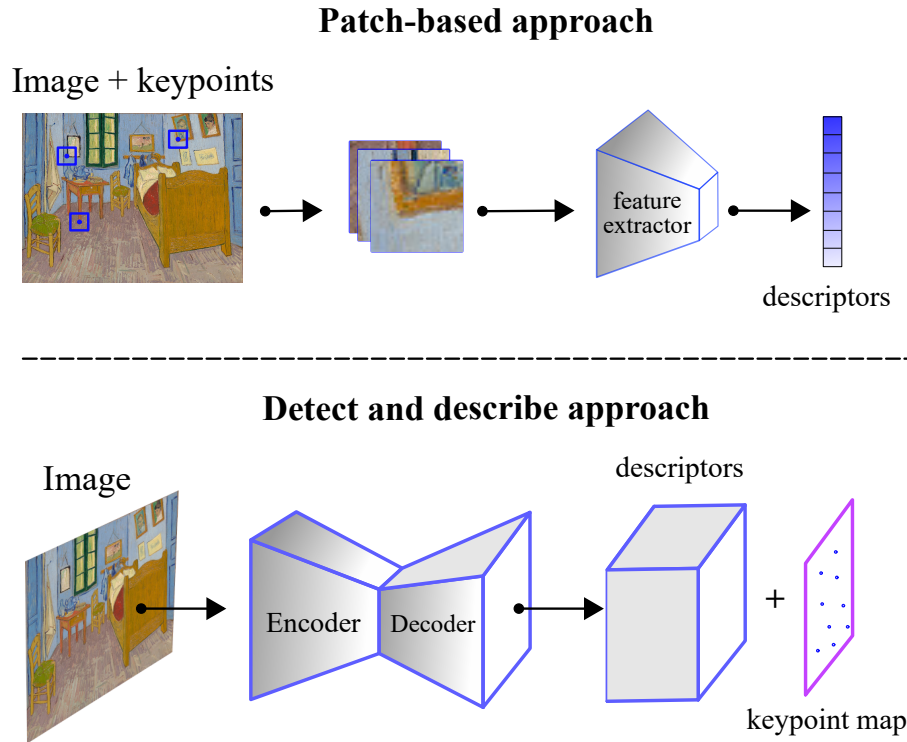 Patch-based approach
Image + keypoints
feature
extractor
descriptors
Detect and describe approach
Image
descriptors
Encoder
Decoder
+
keypoint map